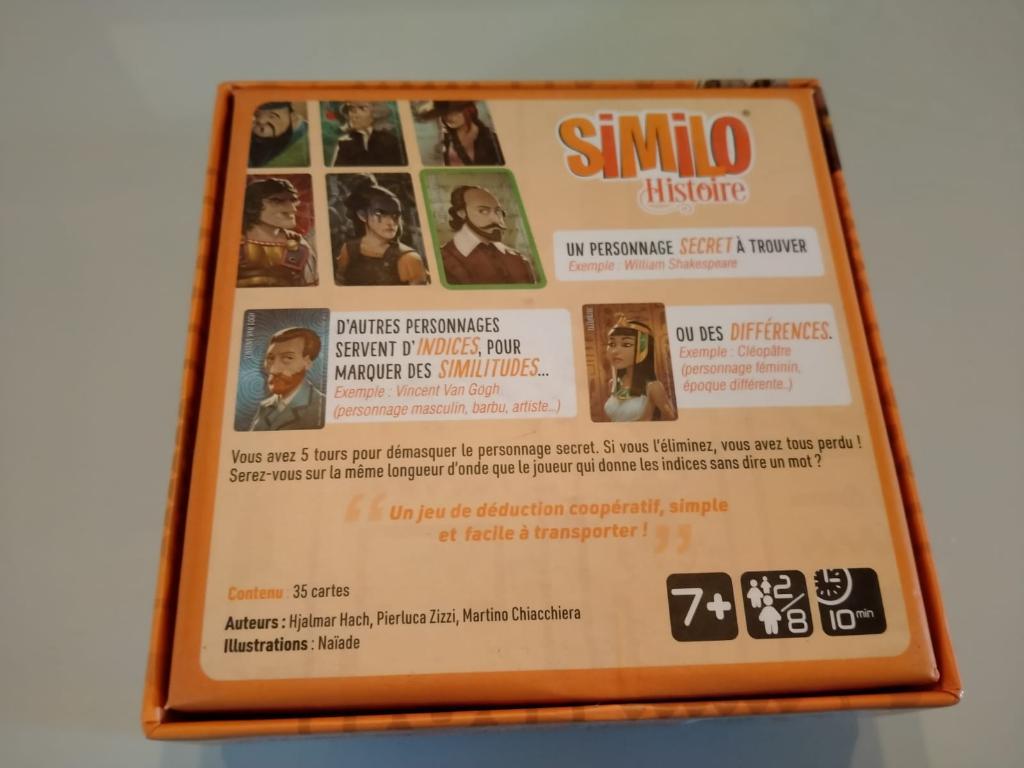 SiMiLO
Histoire
UN PERSONNAGE SECRET À TROUVER
Exemple : William Shakespeare
D'AUTRES PERSONNAGES
SERVENT D'INDICES, POUR
MARQUER DES SIMILITUDES...
Exemple : Vincent Van Gogh
(personnage masculin, barbu, artiste...)
VINCENT VAN GOGH
OU DES DIFFÉRENCES.
Exemple : Cléopâtre
(personnage féminin,
époque différente..)
Vous avez 5 tours pour démasquer le personnage secret. Si vous l'éliminez, vous avez tous perdu !
Serez-vous sur la même longueur d'onde que le joueur qui donne les indices sans dire un mot ?
“ Un jeu de déduction coopératif, simple
et facile à transporter ! ”
Contenu : 35 cartes
Auteurs : Hjalmar Hach, Pierluca Zizzi, Martino Chiacchiera
Illustrations : Naïade
7+
2/8
15
10 min